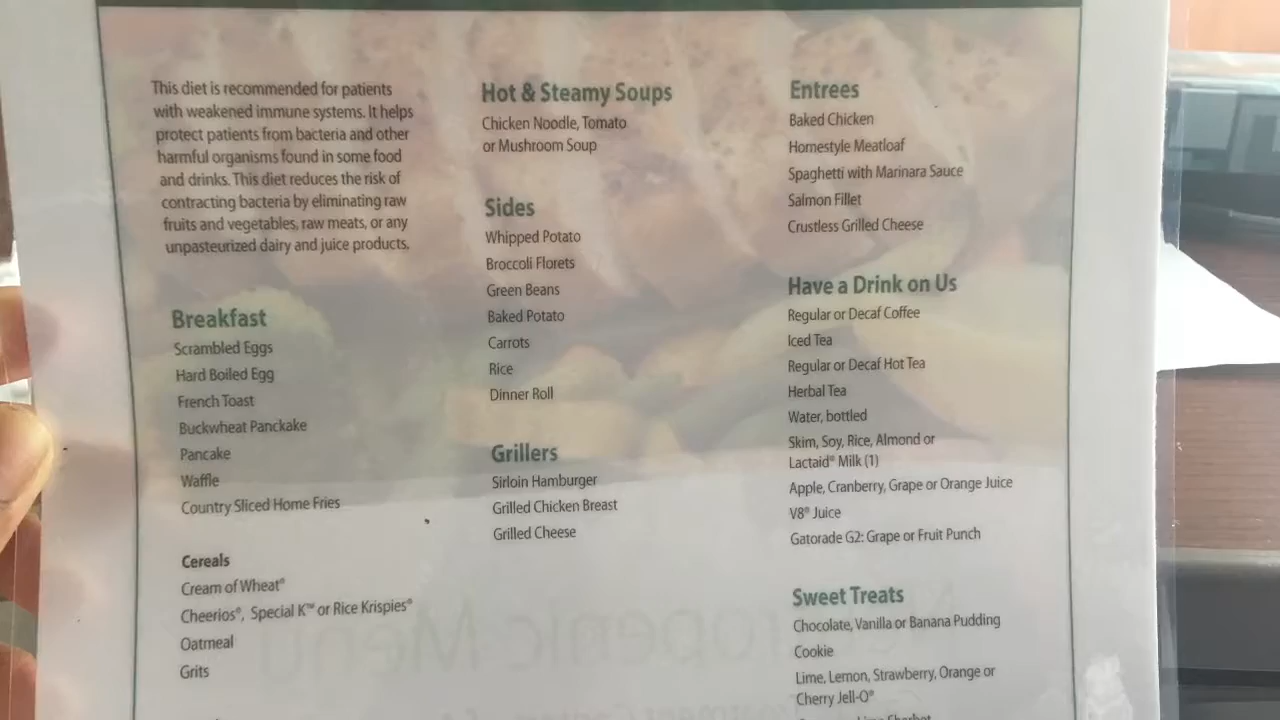 This diet is recommended for patients
with weakened immune systems. It helps
protect patients from bacteria and other
harmful organisms found in some food
and drinks. This diet reduces the risk of
contracting bacteria by eliminating raw
fruits and vegetables, raw meats, or any
unpasteurized dairy and juice products.
Breakfast
Scrambled Eggs
Hard Boiled Egg
French Toast
Buckwheat Panckake
Pancake
Waffle
Country Sliced Home Fries
Cereals
Cream of Wheat®
Cheerios®, Special K™ or Rice Krispies®
Oatmeal
Grits
Hot & Steamy Soups
Chicken Noodle, Tomato
or Mushroom Soup
Sides
Whipped Potato
Broccoli Florets
Green Beans
Baked Potato
Carrots
Rice
Dinner Roll
Grillers
Sirloin Hamburger
Grilled Chicken Breast
Grilled Cheese
Entrees
Baked Chicken
Homestyle Meatloaf
Spaghetti with Marinara Sauce
Salmon Fillet
Crustless Grilled Cheese
Have a Drink on Us
Regular or Decaf Coffee
Iced Tea
Regular or Decaf Hot Tea
Herbal Tea
Water, bottled
Skim, Soy, Rice, Almond or
Lactaid® Milk (1)
Apple, Cranberry, Grape or Orange Juice
V8® Juice
Gatorade G2: Grape or Fruit Punch
Sweet Treats
Chocolate, Vanilla or Banana Pudding
Cookie
Lime, Lemon, Strawberry, Orange or
Cherry Jell-O®
Sherbet